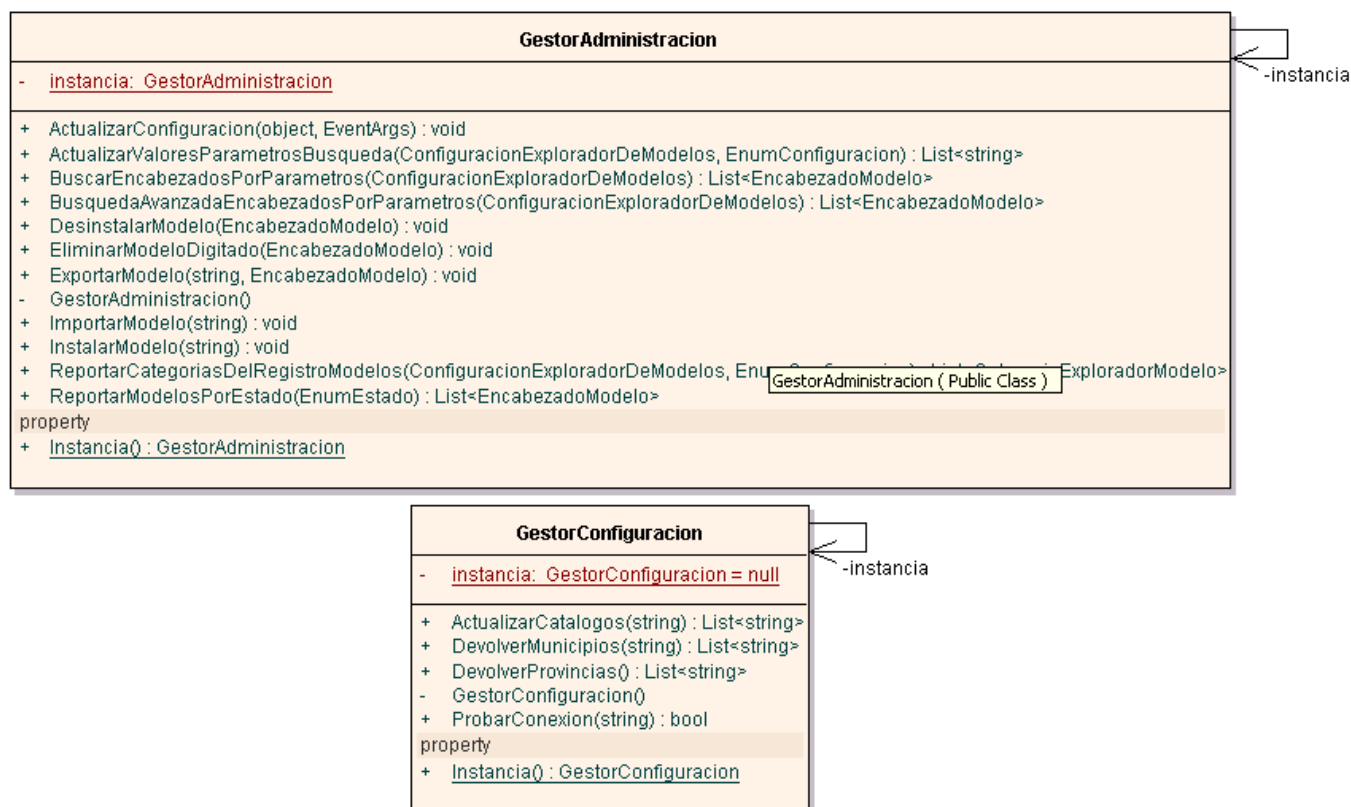 GestorAdministracion
- instancia: GestorAdministracion
-instancia
+ ActualizarConfiguracion(object, EventArgs) : void
+ ActualizarValoresParametrosBusqueda(ConfiguracionExploradorDeModelos, EnumConfiguracion) : List<string>
+ BuscarEncabezadosPorParametros(ConfiguracionExploradorDeModelos) : List<EncabezadoModelo>
+ BusquedaAvanzadaEncabezadosPorParametros(ConfiguracionExploradorDeModelos) : List<EncabezadoModelo>
+ DesinstalarModelo(EncabezadoModelo) : void
+ EliminarModeloDigitado(EncabezadoModelo) : void
+ ExportarModelo(string, EncabezadoModelo) : void
- GestorAdministracion()
+ ImportarModelo(string) : void
+ InstalarModelo(string) : void
+ ReportarCategoriasDelRegistroModelos(ConfiguracionExploradorDeModelos, ExploradorModelo>
GestorAdministracion ( Public Class )
+ ReportarModelosPorEstado(EnumEstado) : List<EncabezadoModelo>
property
+ Instancia() : GestorAdministracion
GestorConfiguracion
- instancia: GestorConfiguracion = null
-instancia
+ ActualizarCatalogos(string) : List<string>
+ DevolverMunicipios(string) : List<string>
+ DevolverProvincias() : List<string>
- GestorConfiguracion()
+ ProbarConexion(string) : bool
property
+ Instancia() : GestorConfiguracion